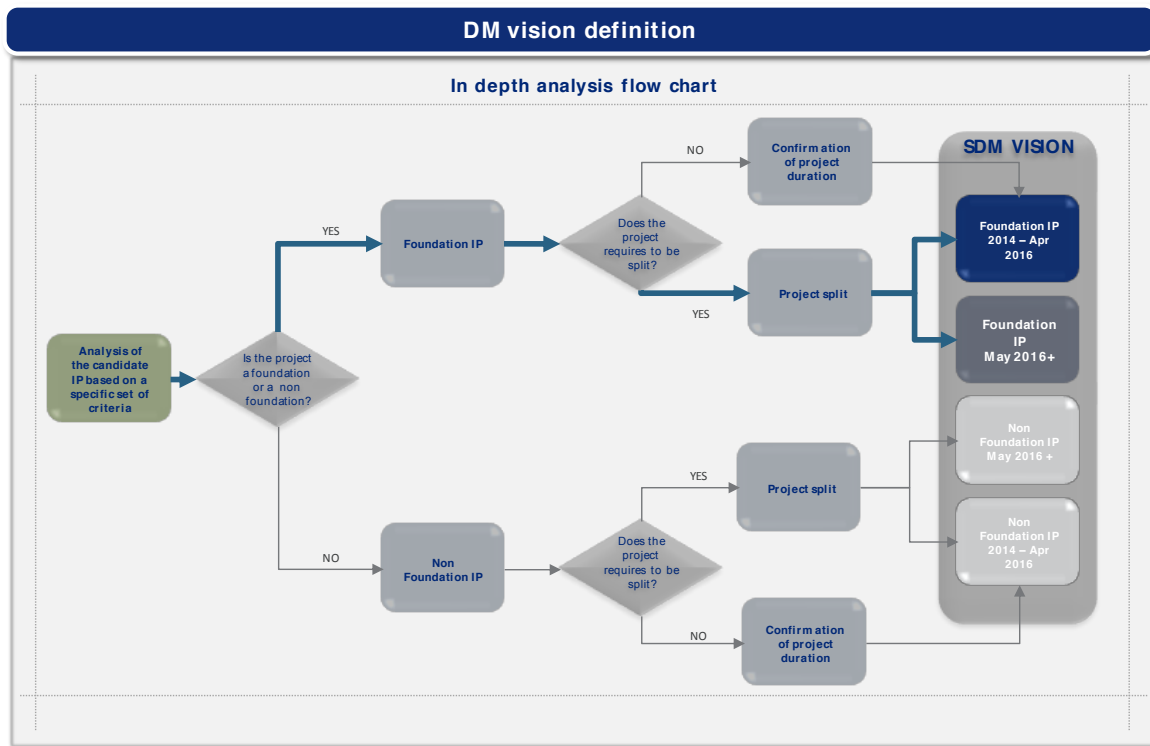 DM vision definition
In depth analysis flow chart
SDM VISION
Analysis of
the candidate
IP based on a
specific set of
criteria
Is the project
a foundation
or a non
foundation?
YES
Foundation IP
Does the
project
requires to be
split?
NO
Confirmation
of project
duration
YES
Project split
Foundation IP
2014 – Apr
2016
Foundation
IP
May 2016+
NO
Non
Foundation IP
Does the
project
requires to be
split?
YES
Project split
Non
Foundation IP
May 2016 +
Non
Foundation IP
2014 – Apr
2016
NO
Confirmation
of project
duration